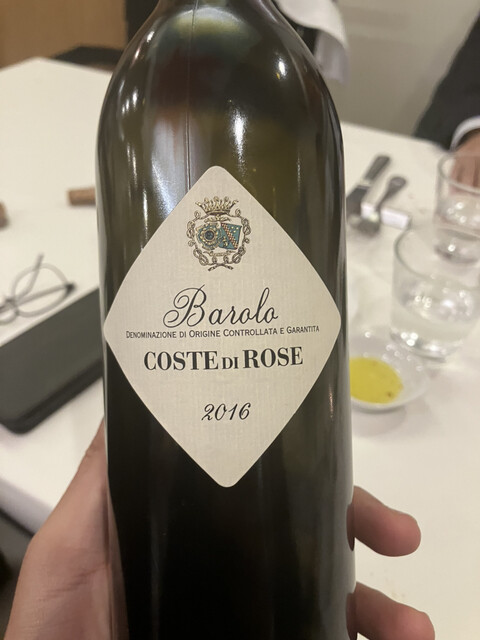 Barolo
DENOMINAZIONE DI ORIGINE CONTROLLATA E GARANTITA
COSTE DI ROSE
2016